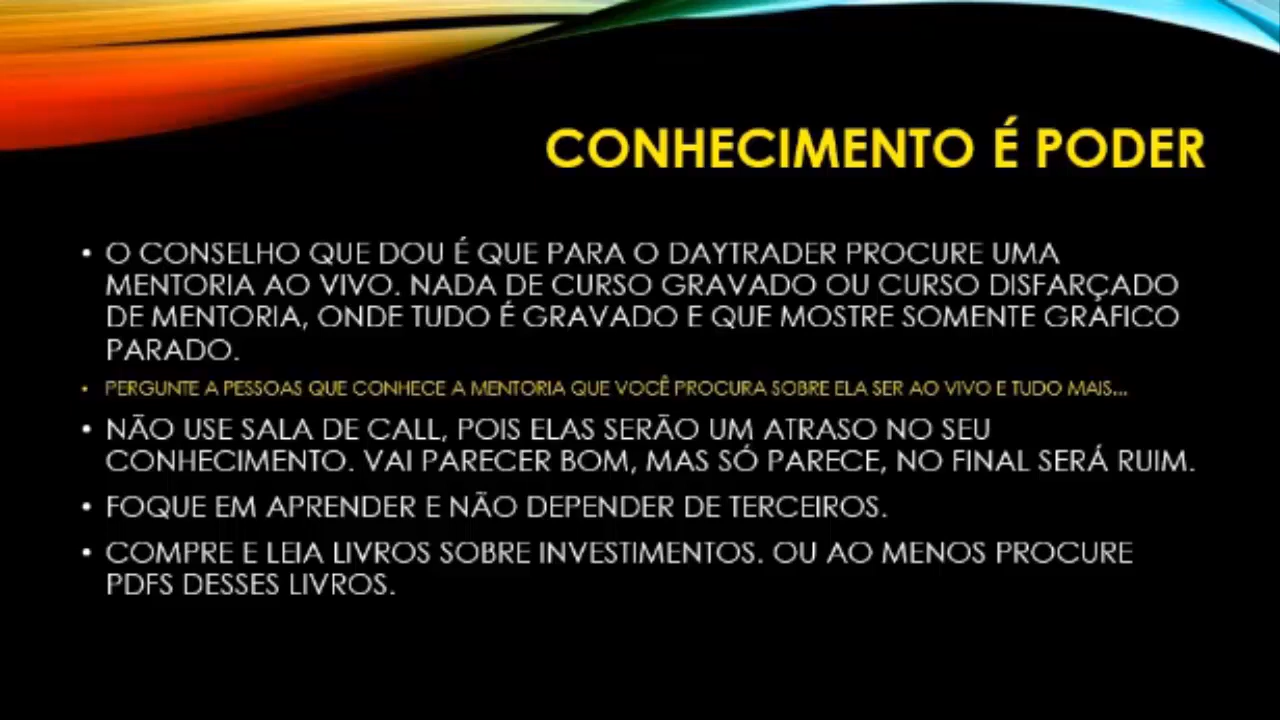 CONHECIMENTO É PODER
• O CONSELHO QUE DOU É QUE PARA O DAYTRADER PROCURE UMA
MENTORIA AO VIVO. NADA DE CURSO GRAVADO OU CURSO DISFARÇADO
DE MENTORIA, ONDE TUDO É GRAVADO E QUE MOSTRE SOMENTE GRÁFICO
PARADO.
• PERGUNTE A PESSOAS QUE CONHECE A MENTORIA QUE VOCÊ PROCURA SOBRE ELA SER AO VIVO E TUDO MAIS...
• NÃO USE SALA DE CALL, POIS ELAS SERÃO UM ATRASO NO SEU
CONHECIMENTO. VAI PARECER BOM, MAS SÓ PARECE, NO FINAL SERÁ RUIM.
• FOQUE EM APRENDER E NÃO DEPENDER DE TERCEIROS.
• COMPRE E LEIA LIVROS SOBRE INVESTIMENTOS. OU AO MENOS PROCURE
PDFS DESSES LIVROS.